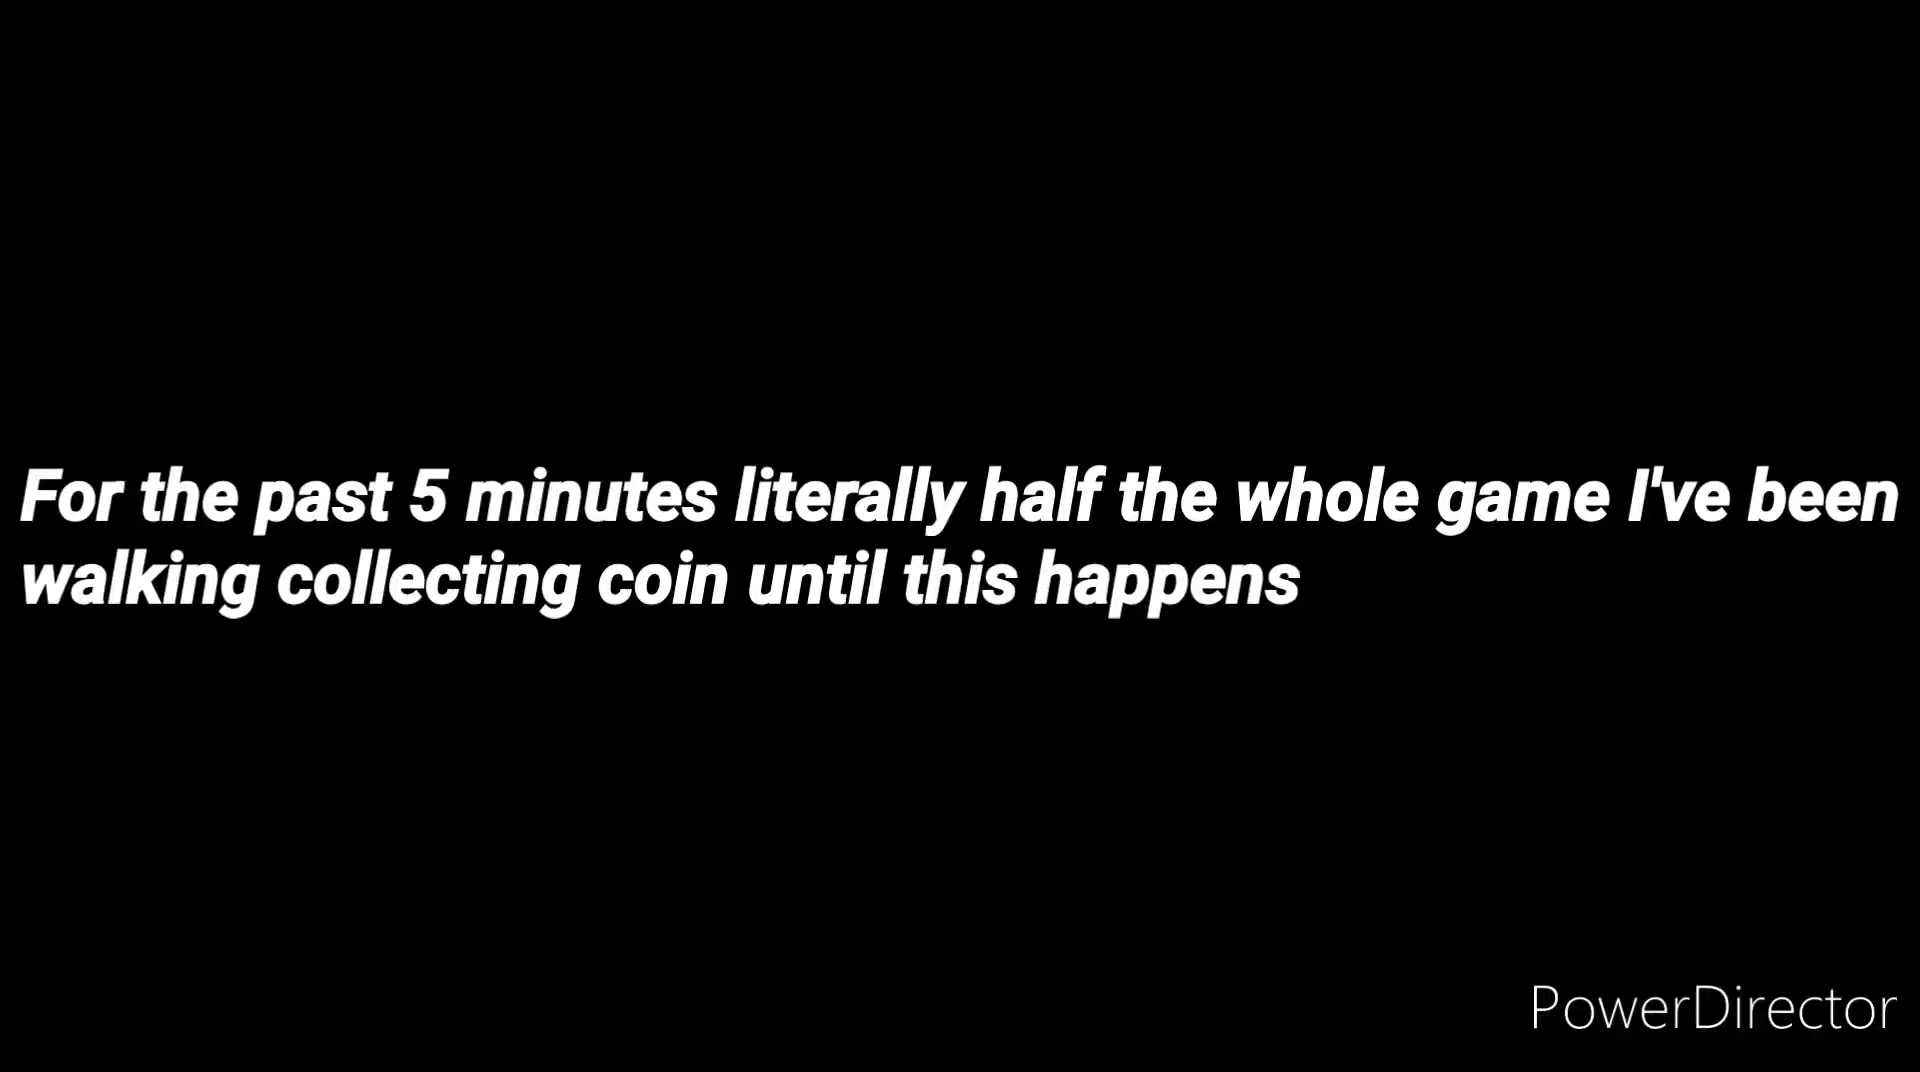 For the past 5 minutes literally half the whole game I've been
walking collecting coin until this happens
PowerDirector